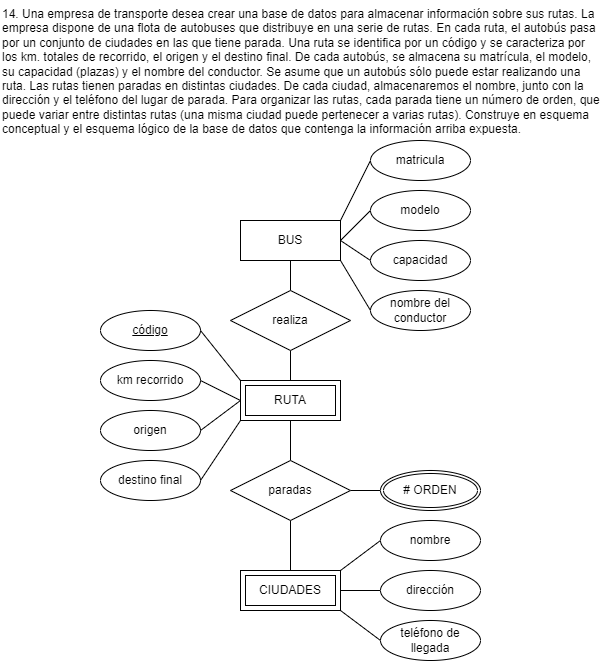 14. Una empresa de transporte desea crear una base de datos para almacenar información sobre sus rutas. La
empresa dispone de una flota de autobuses que distribuye en una serie de rutas. En cada ruta, el autobús pasa
por un conjunto de ciudades en las que tiene parada. Una ruta se identifica por un código y se caracteriza por
los km. totales de recorrido, el origen y el destino final. De cada autobús, se almacena su matrícula, el modelo,
su capacidad (plazas) y el nombre del conductor. Se asume que un autobús sólo puede estar realizando una
ruta. Las rutas tienen paradas en distintas ciudades. De cada ciudad, almacenaremos el nombre, junto con la
dirección y el teléfono del lugar de parada. Para organizar las rutas, cada parada tiene un número de orden, que
puede variar entre distintas rutas (una misma ciudad puede pertenecer a varias rutas). Construye en esquema
conceptual y el esquema lógico de la base de datos que contenga la información arriba expuesta.
matricula
modelo
BUS
capacidad
nombre del
conductor
realiza
código
km recorrido
RUTA
origen
destino final
paradas
# ORDEN
nombre
CIUDADES
dirección
teléfono de
llegada